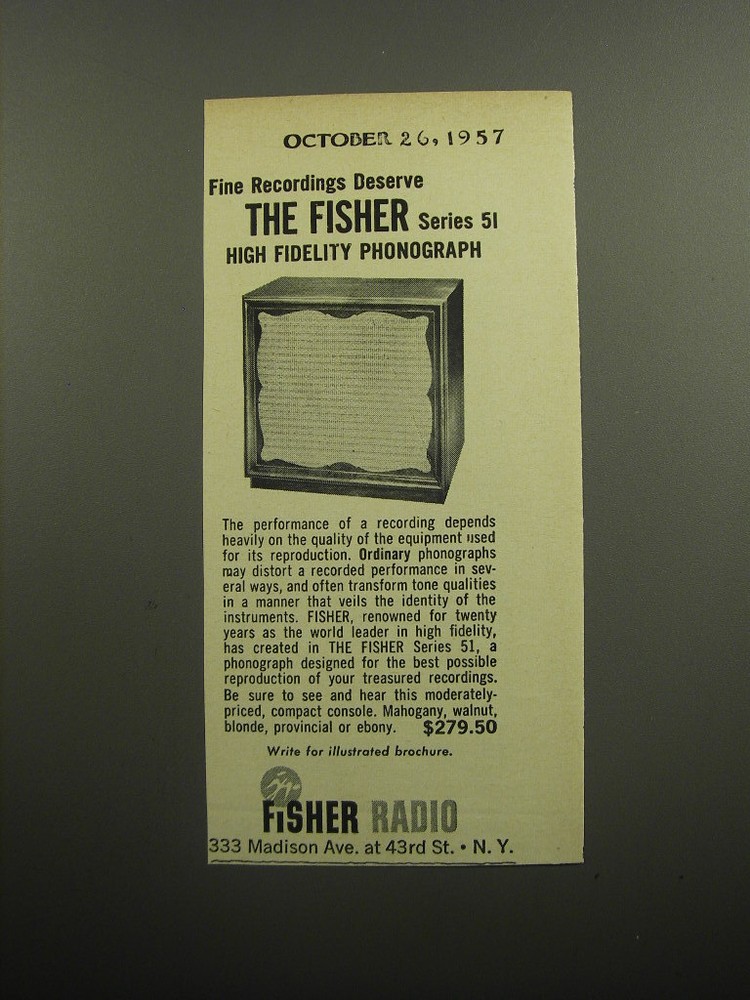 OCTOBER 26, 1957
Fine Recordings Deserve
THE FISHER Series 51
HIGH FIDELITY PHONOGRAPH
The performance of a recording depends
heavily on the quality of the equipment used
for its reproduction. Ordinary phonographs
may distort a recorded performance in sev-
eral ways, and often transform tone qualities
in a manner that veils the identity of the
instruments. FISHER, renowned for twenty
years as the world leader in high fidelity,
has created in THE FISHER Series 51, a
phonograph designed for the best possible
reproduction of your treasured recordings.
Be sure to see and hear this moderately-
priced, compact console. Mahogany, walnut,
blonde, provincial or ebony. $279.50
Write for illustrated brochure.
FISHER RADIO
333 Madison Ave. at 43rd St. • N. Y.